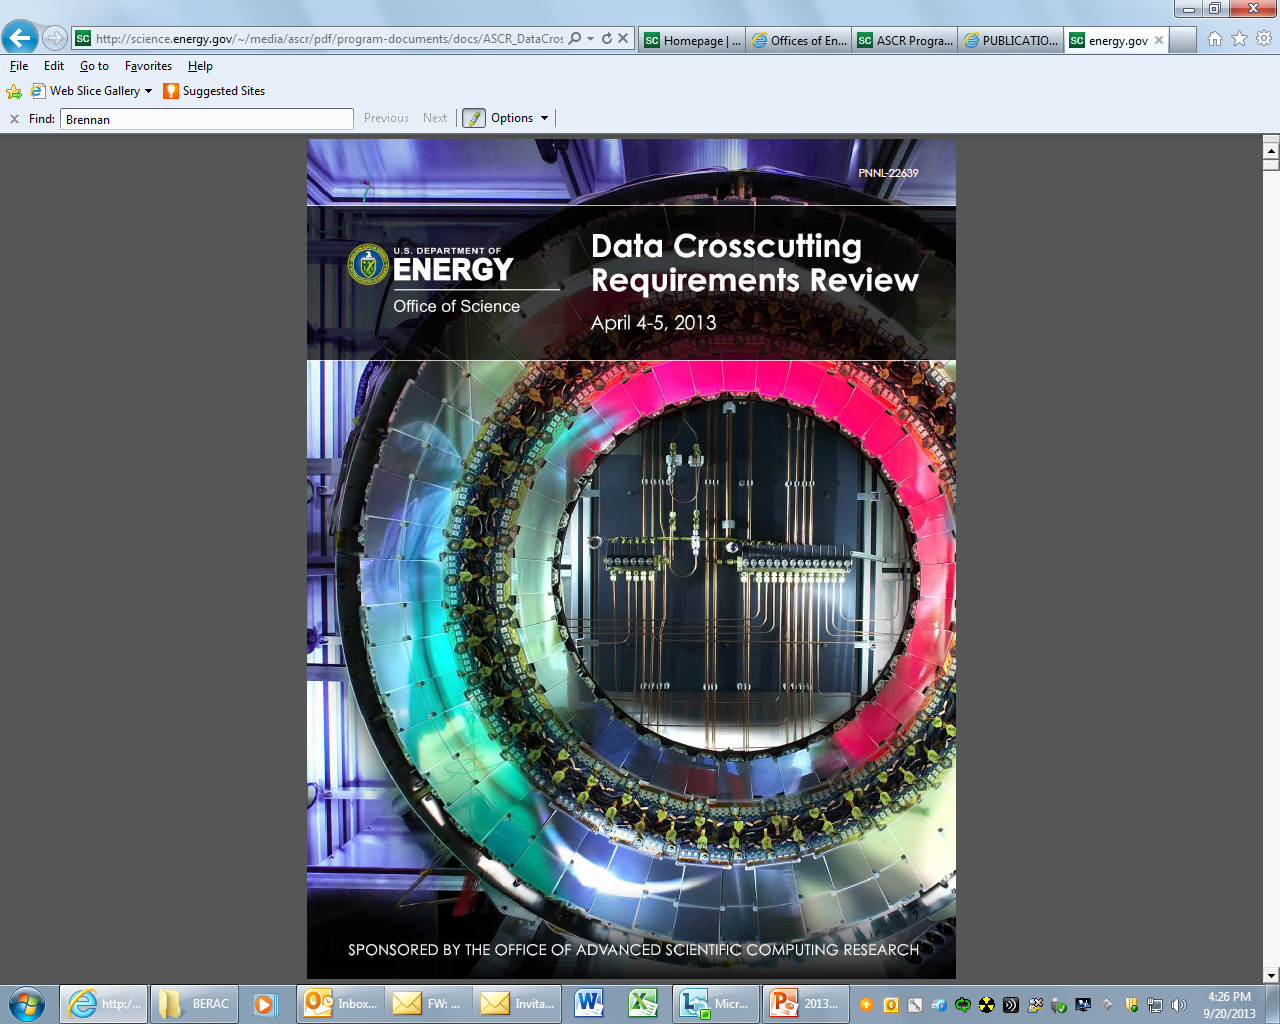 http://science.energy.gov/~/media/ascr/pdf/program-documents/docs/ASCR_DataCros
SC Homepage | ...
Offices of En...
SC ASCR Progra...
PUBLICATIO...
SC energy.gov
File Edit Go to Favorites Help
Web Slice Gallery Suggested Sites
x Find: Brennan Previous Next Options
PNNL-22639
U.S. DEPARTMENT OF
ENERGY
Office of Science
Data Crosscutting
Requirements Review
April 4-5, 2013
SPONSORED BY THE OFFICE OF ADVANCED SCIENTIFIC COMPUTING RESEARCH
http:/...
BERAC
Inbox...
FW: ...
Invita...
Micr...
2013...
4:26 PM
9/20/2013